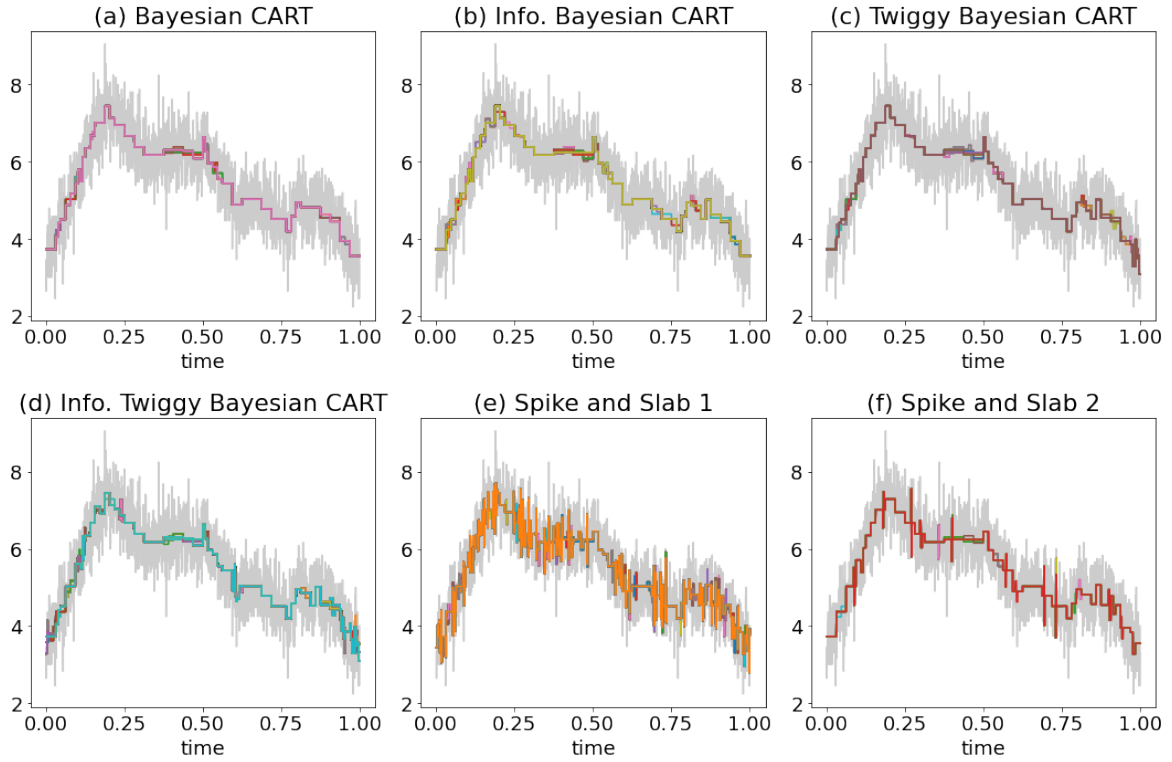 (a) Bayesian CART
(b) Info. Bayesian CART
(c) Twiggy Bayesian CART
8
6
4
2
0.00 0.25 0.50 0.75 1.00
time
8
6
4
2
0.00 0.25 0.50 0.75 1.00
time
8
6
4
2
0.00 0.25 0.50 0.75 1.00
time
(d) Info. Twiggy Bayesian CART
(e) Spike and Slab 1
(f) Spike and Slab 2
8
6
4
2
0.00 0.25 0.50 0.75 1.00
time
8
6
4
2
0.00 0.25 0.50 0.75 1.00
time
8
6
4
2
0.00 0.25 0.50 0.75 1.00
time